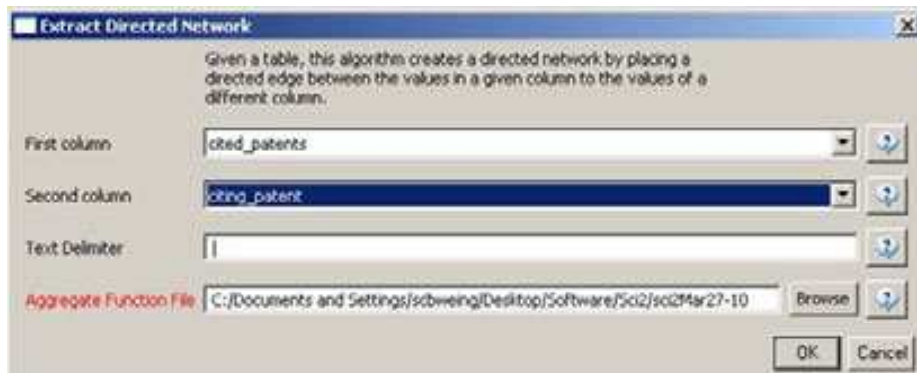 Extract Directed Network
Given a table, this algorithm creates a directed network by placing a
directed edge between the values in a given column to the values of a
different column.
First column cited_patents
Second column citing_patent
Text Delimiter |
Aggregate Function File C:/Documents and Settings/scbweing/Desktop/Software/Sci2/sci2Mar27-10 Browse
OK Cancel